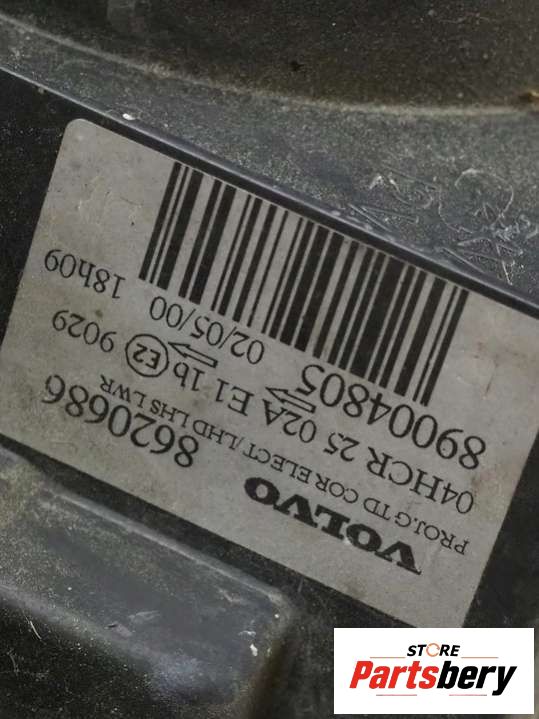 VOLVO
8620686
PROJ.G TD COR ELECT/LHD LHS LWR
04HCR 25 02A E1 1b E2 9029
89004805
02/05/00 18h09
STORE
Partsbery